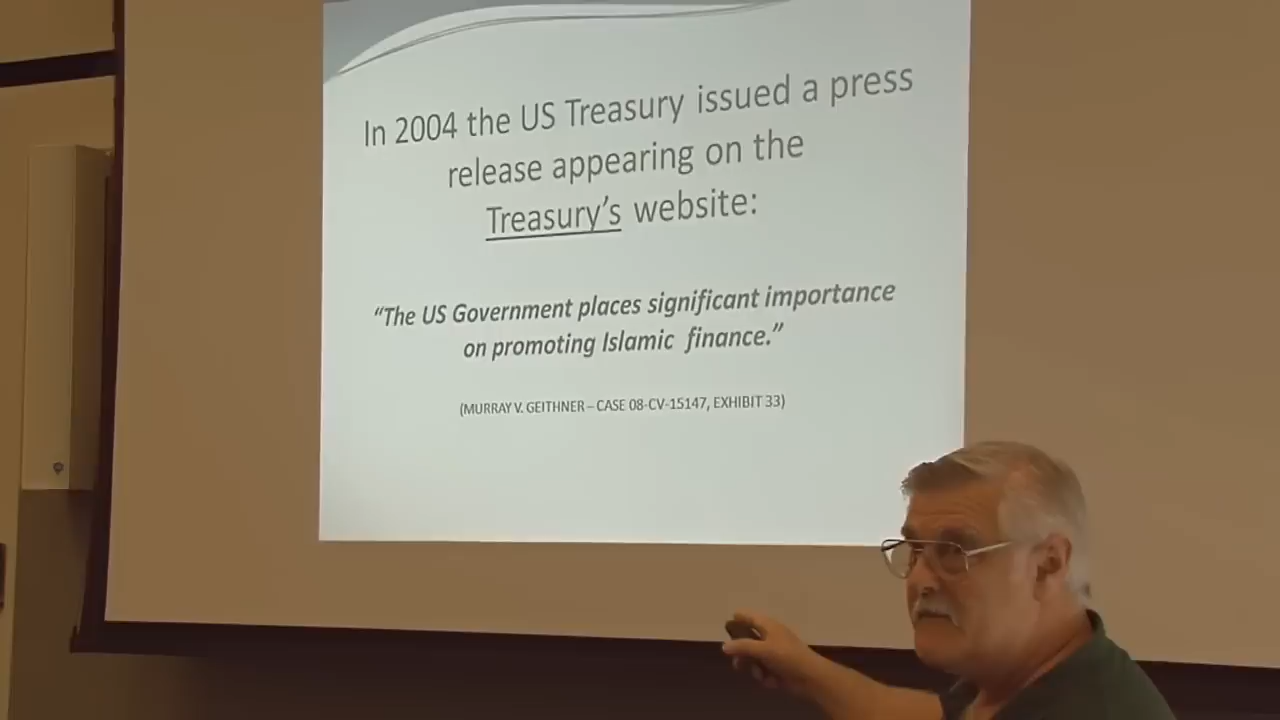 In 2004 the US Treasury issued a press
release appearing on the
Treasury’s website:
“The US Government places significant importance
on promoting Islamic finance.”
(MURRAY V. GEITHNER – CASE 08-CV-15147, EXHIBIT 33)